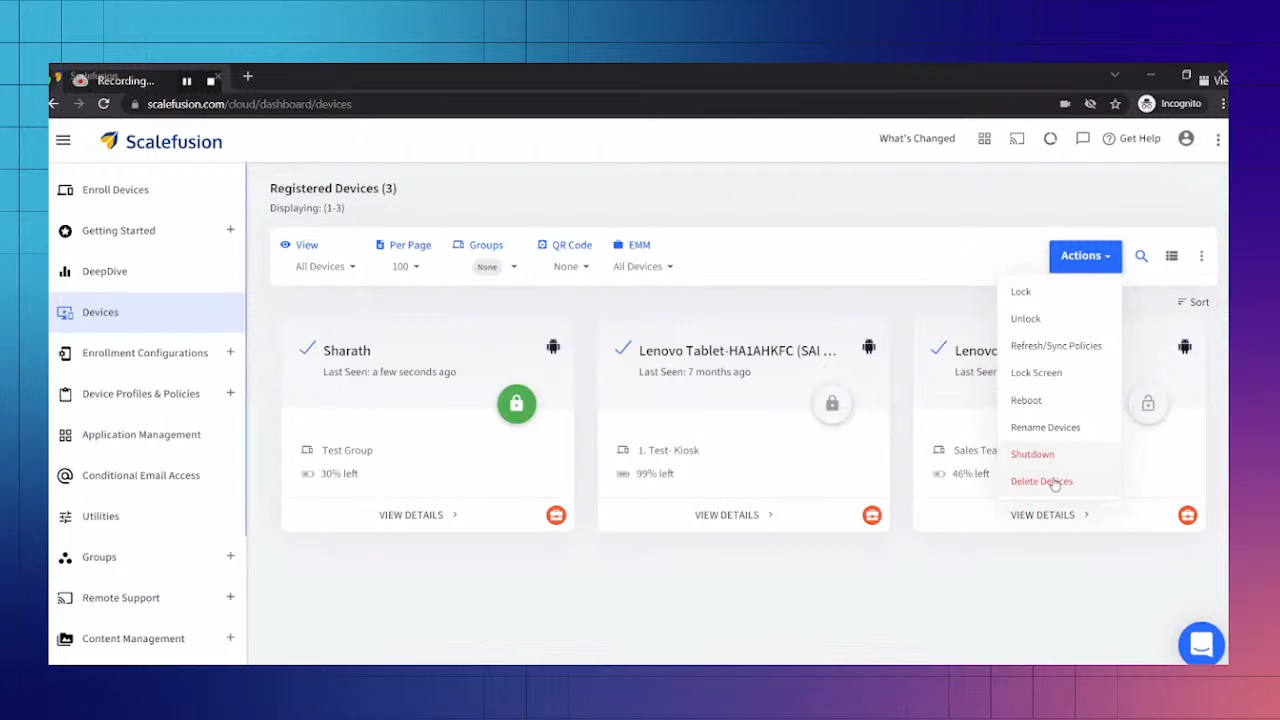 Scalefusion
Recording...
Vie
scalefusion.com/cloud/dashboard/devices
Incognito
Scalefusion
What's Changed
Get Help
Enroll Devices
Getting Started
DeepDive
Devices
Enrollment Configurations
Device Profiles & Policies
Application Management
Conditional Email Access
Utilities
Groups
Remote Support
Content Management
Registered Devices (3)
Displaying: (1-3)
View
All Devices
Per Page
100
Groups
None
QR Code
None
EMM
All Devices
Actions
Lock
Unlock
Refresh/Sync Policies
Lock Screen
Reboot
Rename Devices
Shutdown
Delete Devices
Sort
Sharath
Last Seen: a few seconds ago
Test Group
30% left
VIEW DETAILS
Lenovo Tablet-HA1AHKFC (SAI ...
Last Seen: 7 months ago
1. Test- Kiosk
99% left
VIEW DETAILS
Lenovo
Last Seen
Sales Tea
46% left
VIEW DETAILS